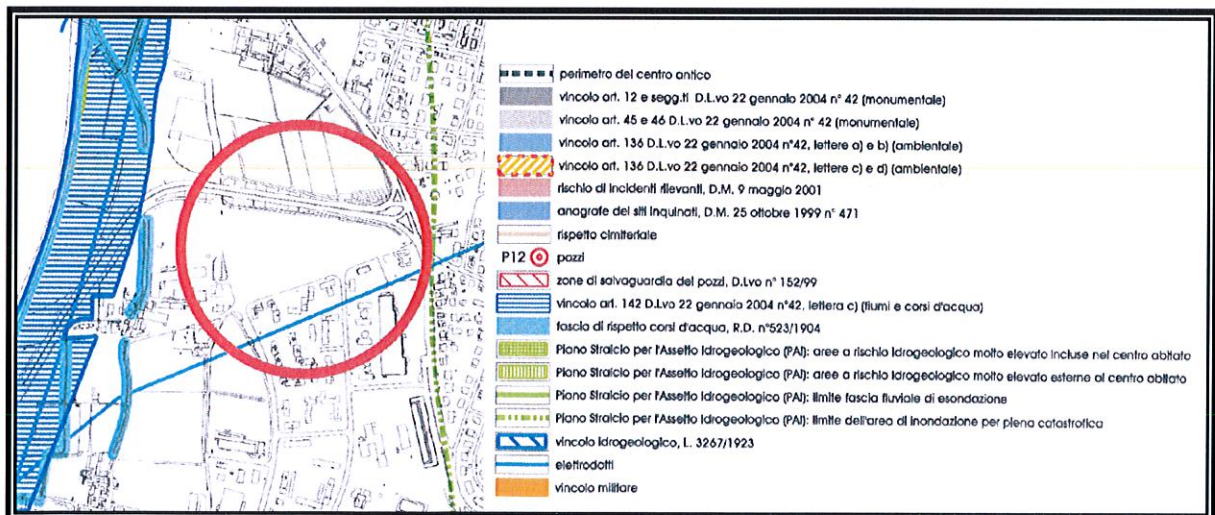 perimetro del centro antico
vincolo art. 12 e segg.ti D.L.vo 22 gennaio 2004 n° 42 (monumentale)
vincolo art. 45 e 46 D.L.vo 22 gennaio 2004 n° 42 (monumentale)
vincolo art. 136 D.L.vo 22 gennaio 2004 n°42, lettere a) e b) (ambientale)
vincolo art. 136 D.L.vo 22 gennaio 2004 n°42, lettere c) e d) (ambientale)
rischio di incidenti rilevanti, D.M. 9 maggio 2001
anagrafe dei siti inquinati, D.M. 25 ottobre 1999 n° 471
rispetto cimiteriale
P12 pozzi
zone di salvaguardia dei pozzi, D.Lvo n° 152/99
vincolo art. 142 D.Lvo 22 gennaio 2004 n°42, lettera c) (fiumi e corsi d'acqua)
fascia di rispetto corsi d'acqua, R.D. n°523/1904
Piano Stralcio per l'Assetto Idrogeologico (PAI): aree a rischio idrogeologico molto elevato incluse nel centro abitato
Piano Stralcio per l'Assetto Idrogeologico (PAI): aree a rischio idrogeologico molto elevato esterne al centro abitato
Piano Stralcio per l'Assetto Idrogeologico (PAI): limite fascia fluviale di esondazione
Piano Stralcio per l'Assetto Idrogeologico (PAI): limite dell'area di inondazione per piena catastrofica
vincolo idrogeologico, L. 3267/1923
elettrodotti
vincolo militare